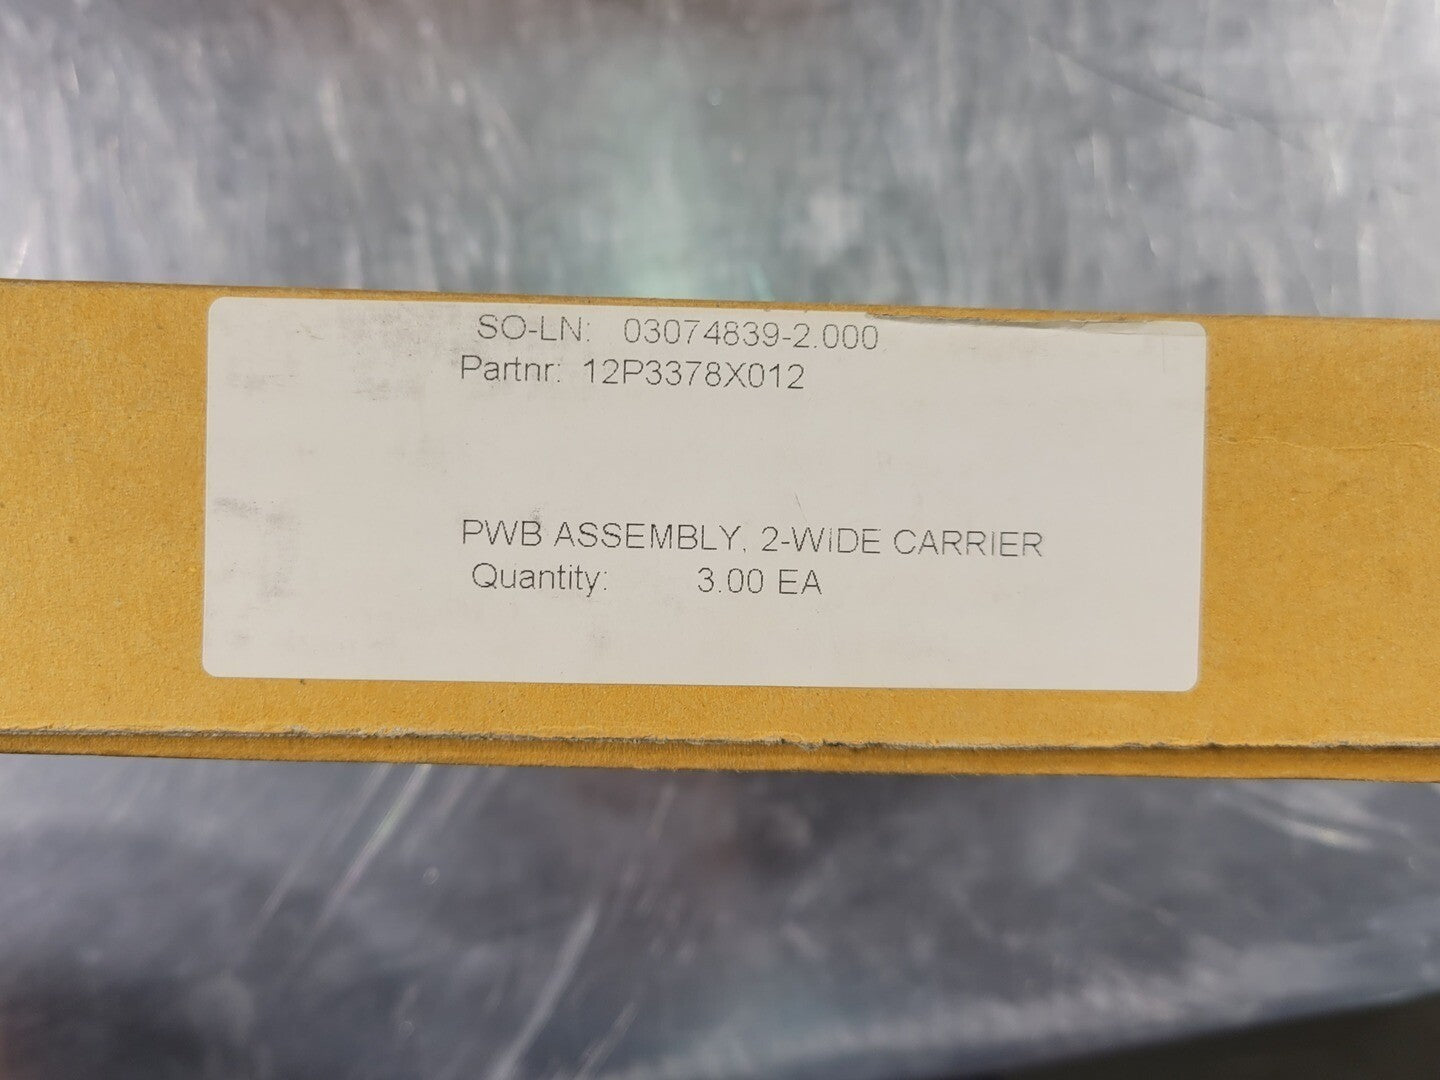 SO-LN: 03074839-2.000
Partnr: 12P3378X012
PWB ASSEMBLY, 2-WIDE CARRIER
Quantity: 3.00 EA